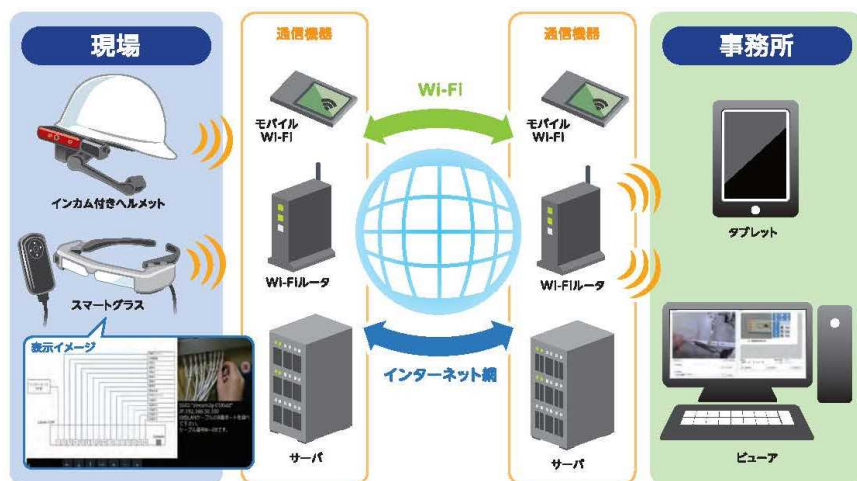 現場
通信機器
通信機器
事務所
Wi-Fi
モバイル
Wi-Fi
モバイル
Wi-Fi
インカム付きヘルメット
タブレット
Wi-Fiルータ
Wi-Fiルータ
スマートグラス
表示イメージ
インターネット網
サーバ
サーバ
ビューア